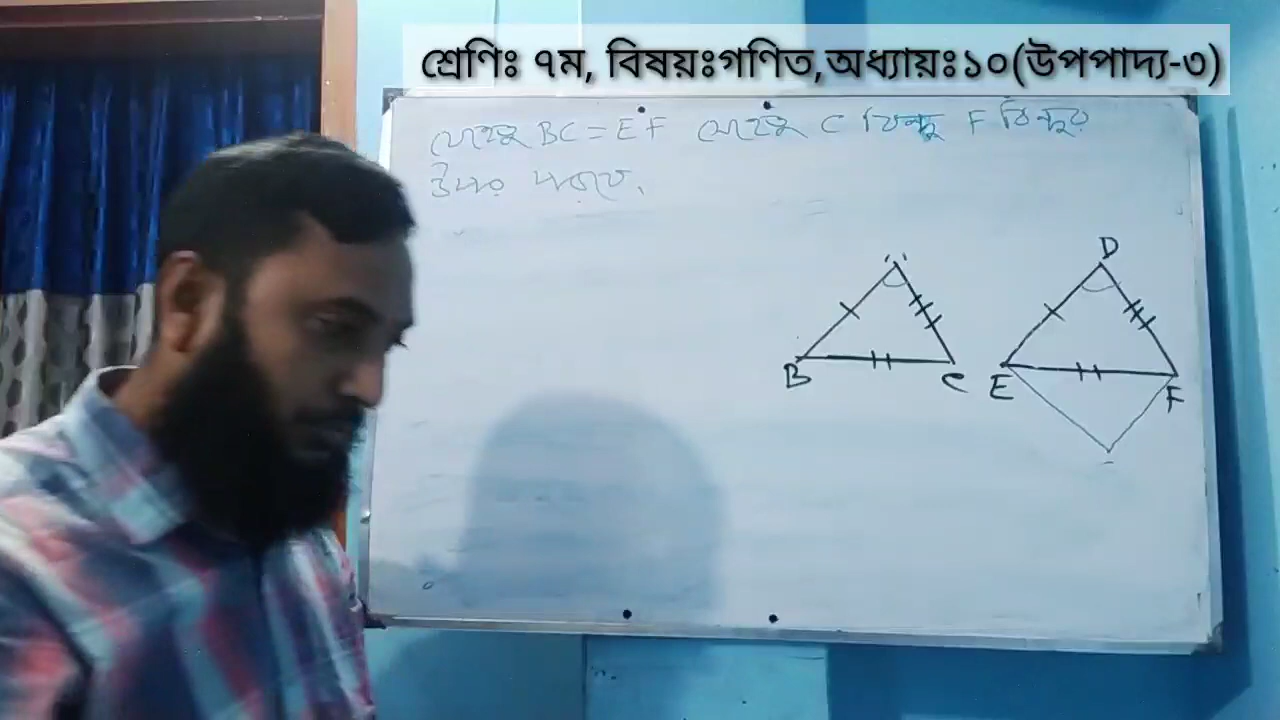 শ্রেণিঃ ৭ম, বিষয়ঃগণিত,অধ্যায়ঃ১০(উপপাদ্য-৩)
যেহেতু BC = EF সেহেতু C বিন্দু F বিন্দুর
উপর পড়বে,
D
B C E F